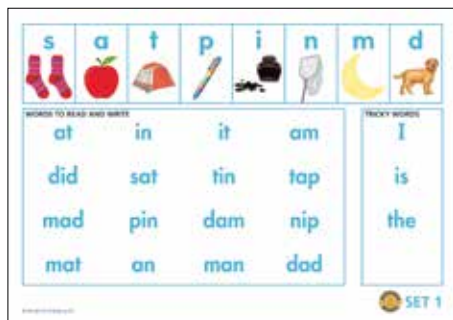 s a t p i n m d
WORDS TO READ AND WRITE
TRICKY WORDS
at in it am
did sat tin tap
mad pin dam nip
mat an man dad
I
is
the
SET 1